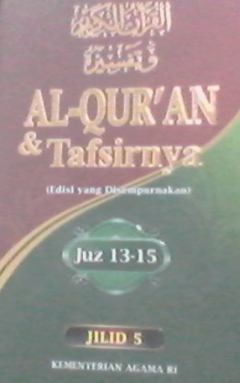 القرآن الكريم
وتفسيره
AL-QUR'AN
& Tafsirnya
(Edisi yang Disempurnakan)
Juz 13-15
JILID 5
KEMENTERIAN AGAMA RI